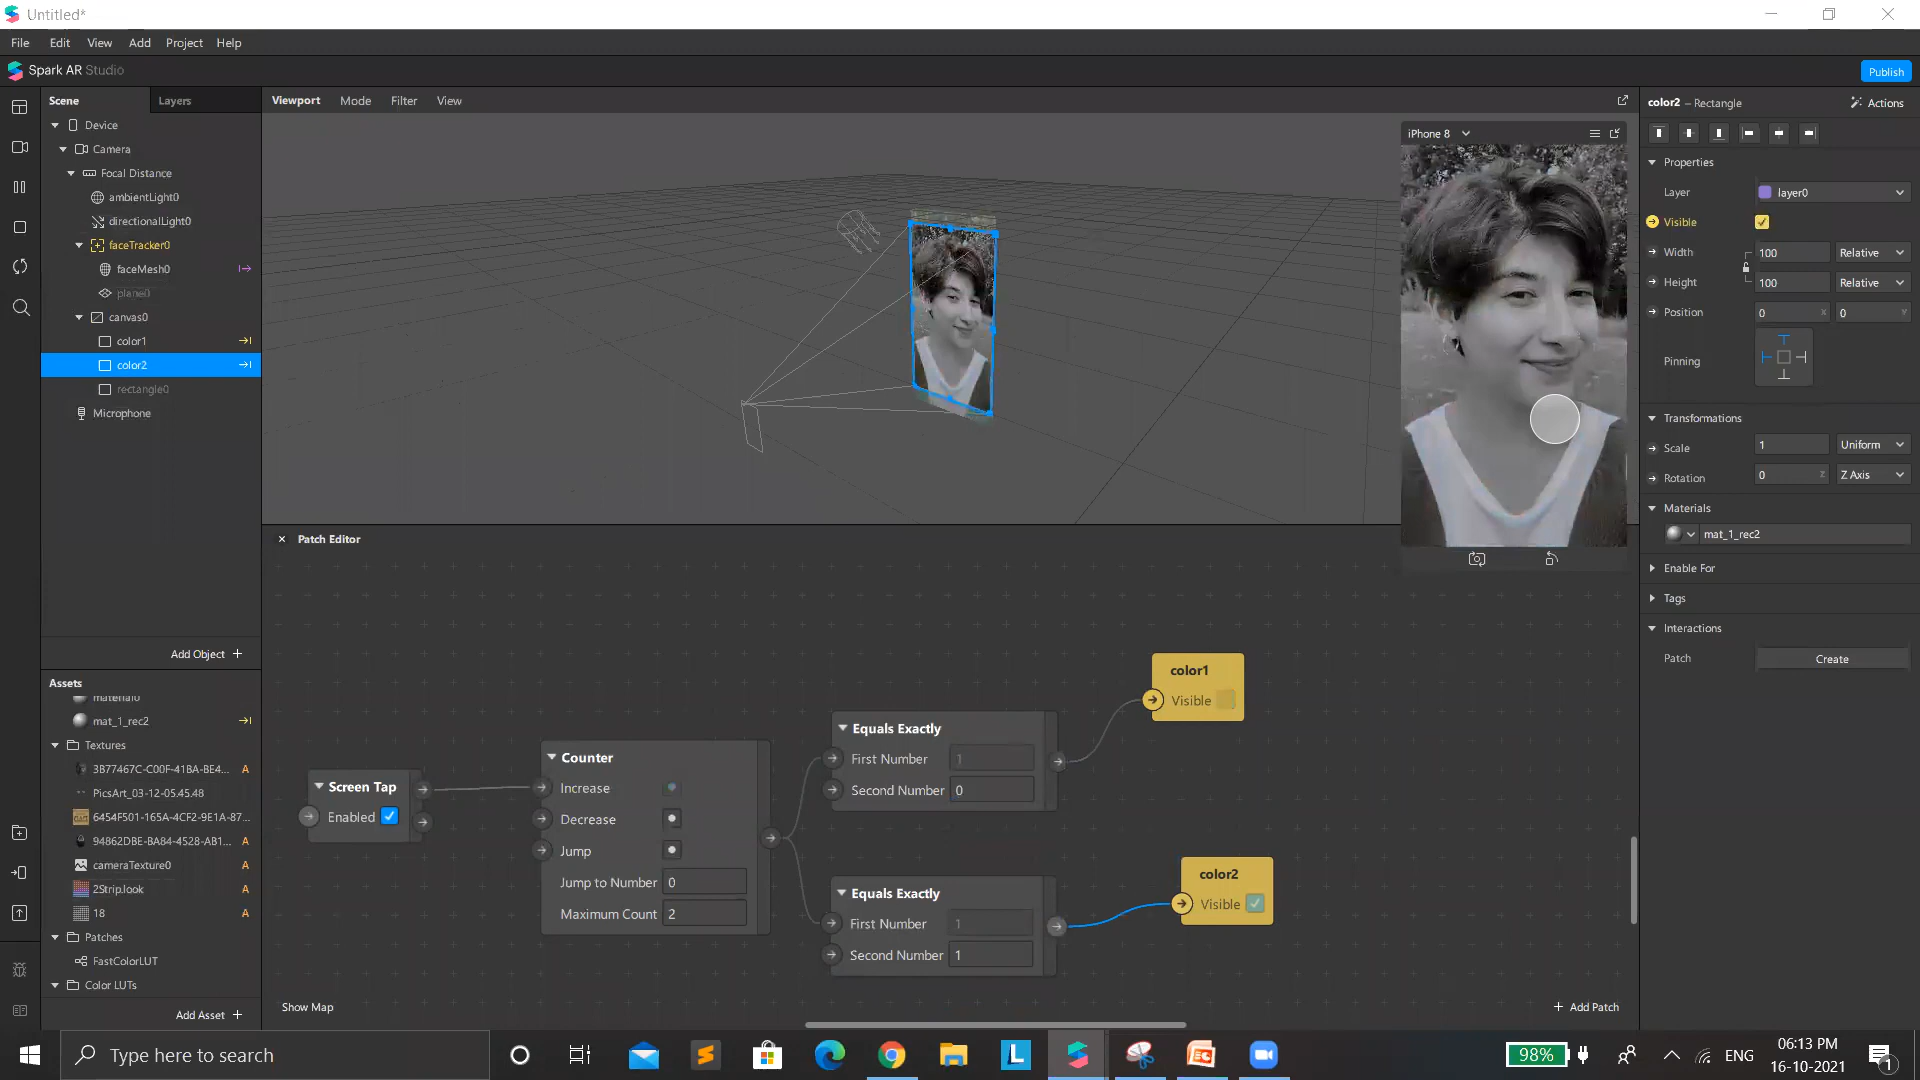 Untitled*
File Edit View Add Project Help
Spark AR Studio
Publish
Scene Layers
Device
Camera
Focal Distance
ambientLight0
directionalLight0
faceTracker0
faceMesh0
plane0
canvas0
color1
color2
rectangle0
Microphone
Add Object +
Assets
material0
mat_1_rec2
Textures
3B77467C-C00F-41BA-BE4... A
PicsArt_03-12-05.45.48
6454F501-165A-4CF2-9E1A-87...
94862DBE-BA84-4528-AB1... A
cameraTexture0 A
2Strip.look A
18 A
Patches
FastColorLUT
Color LUTs
Add Asset +
Viewport Mode Filter View
iPhone 8
Patch Editor
Screen Tap
Enabled
Counter
Increase
Decrease
Jump
Jump to Number 0
Maximum Count 2
Equals Exactly
First Number 1
Second Number 0
Equals Exactly
First Number 1
Second Number 1
color1
Visible
color2
Visible
Show Map
+ Add Patch
color2 – Rectangle Actions
Properties
Layer layer0
Visible
Width 100 Relative
Height 100 Relative
Position 0 X 0 Y
Pinning
Transformations
Scale 1 Uniform
Rotation 0 Z Z Axis
Materials
mat_1_rec2
Enable For
Tags
Interactions
Patch Create
Type here to search
98%
ENG
06:13 PM
16-10-2021
1